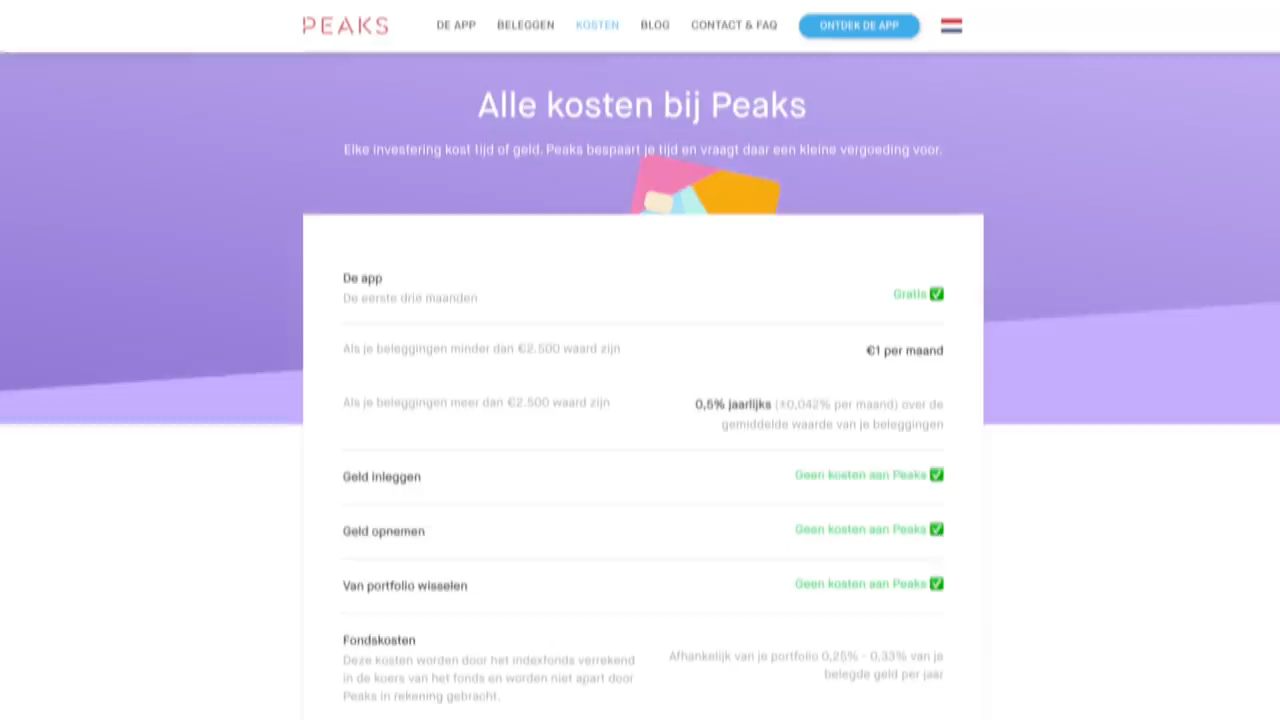 PEAKS DE APP BELEGGEN KOSTEN BLOG CONTACT & FAQ ONTDEK DE APP
Alle kosten bij Peaks
Elke investering kost tijd of geld. Peaks bespaart je tijd en vraagt daar een kleine vergoeding voor.
De app
De eerste drie maanden
Gratis ✅
Als je beleggingen minder dan €2.500 waard zijn
€1 per maand
Als je beleggingen meer dan €2.500 waard zijn
0,5% jaarlijks (±0,042% per maand) over de
gemiddelde waarde van je beleggingen
Geld inleggen
Geen kosten aan Peaks ✅
Geld opnemen
Geen kosten aan Peaks ✅
Van portfolio wisselen
Geen kosten aan Peaks ✅
Fondskosten
Deze kosten worden door het indexfonds verrekend
in de koers van het fonds en worden niet apart door
Peaks in rekening gebracht.
Afhankelijk van je portfolio 0,25% - 0,33% van je
belegde geld per jaar